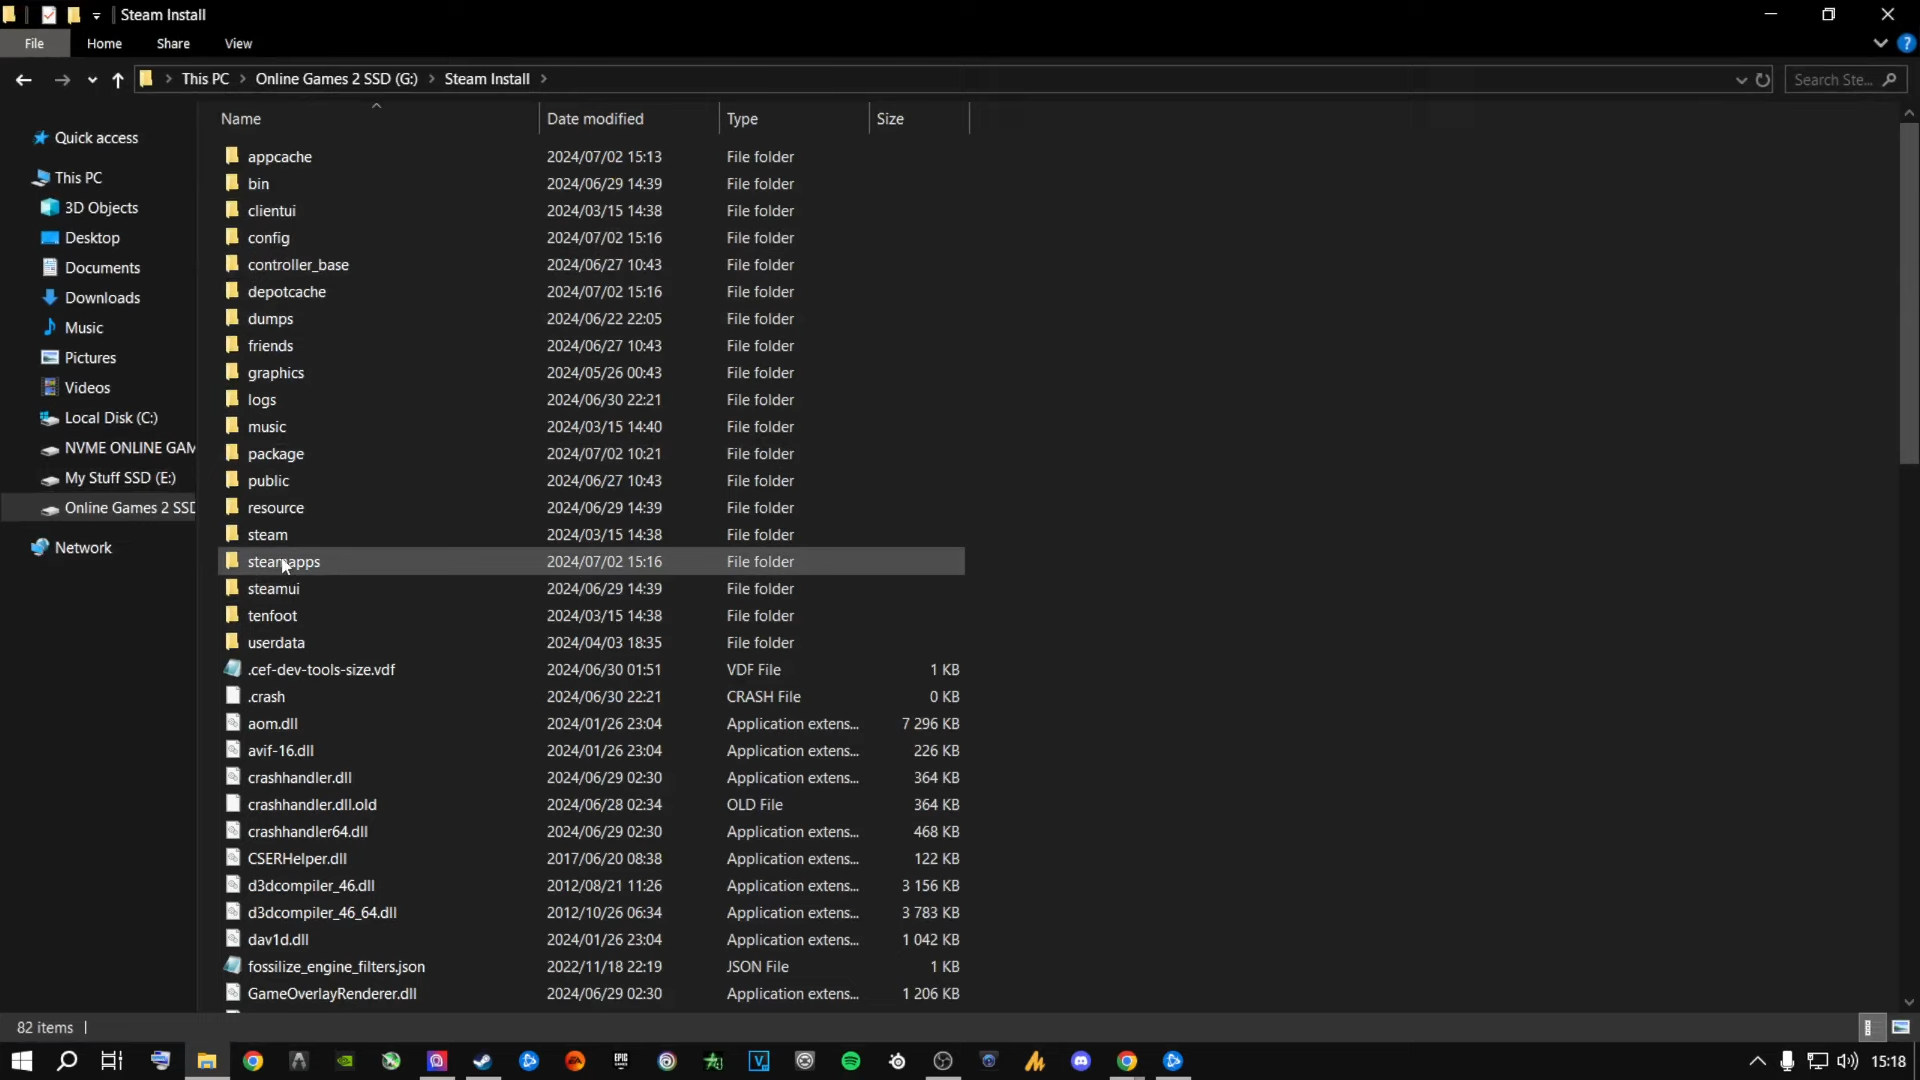 Steam Install
File Home Share View
This PC Online Games 2 SSD (G:) Steam Install Search Ste...
Name Date modified Type Size
Quick access
This PC
3D Objects
Desktop
Documents
Downloads
Music
Pictures
Videos
Local Disk (C:)
NVME ONLINE GAM
My Stuff SSD (E:)
Online Games 2 SSD
Network
appcache 2024/07/02 15:13 File folder
bin 2024/06/29 14:39 File folder
clientui 2024/03/15 14:38 File folder
config 2024/07/02 15:16 File folder
controller_base 2024/06/27 10:43 File folder
depotcache 2024/07/02 15:16 File folder
dumps 2024/06/22 22:05 File folder
friends 2024/06/27 10:43 File folder
graphics 2024/05/26 00:43 File folder
logs 2024/06/30 22:21 File folder
music 2024/03/15 14:40 File folder
package 2024/07/02 10:21 File folder
public 2024/06/27 10:43 File folder
resource 2024/06/29 14:39 File folder
steam 2024/03/15 14:38 File folder
steamapps 2024/07/02 15:16 File folder
steamui 2024/06/29 14:39 File folder
tenfoot 2024/03/15 14:38 File folder
userdata 2024/04/03 18:35 File folder
.cef-dev-tools-size.vdf 2024/06/30 01:51 VDF File 1 KB
.crash 2024/06/30 22:21 CRASH File 0 KB
aom.dll 2024/01/26 23:04 Application extens... 7 296 KB
avif-16.dll 2024/01/26 23:04 Application extens... 226 KB
crashhandler.dll 2024/06/29 02:30 Application extens... 364 KB
crashhandler.dll.old 2024/06/28 02:34 OLD File 364 KB
crashhandler64.dll 2024/06/29 02:30 Application extens... 468 KB
CSERHelper.dll 2017/06/20 08:38 Application extens... 122 KB
d3dcompiler_46.dll 2012/08/21 11:26 Application extens... 3 156 KB
d3dcompiler_46_64.dll 2012/10/26 06:34 Application extens... 3 783 KB
dav1d.dll 2024/01/26 23:04 Application extens... 1 042 KB
fossilize_engine_filters.json 2022/11/18 22:19 JSON File 1 KB
GameOverlayRenderer.dll 2024/06/29 02:30 Application extens... 1 206 KB
82 items
15:18